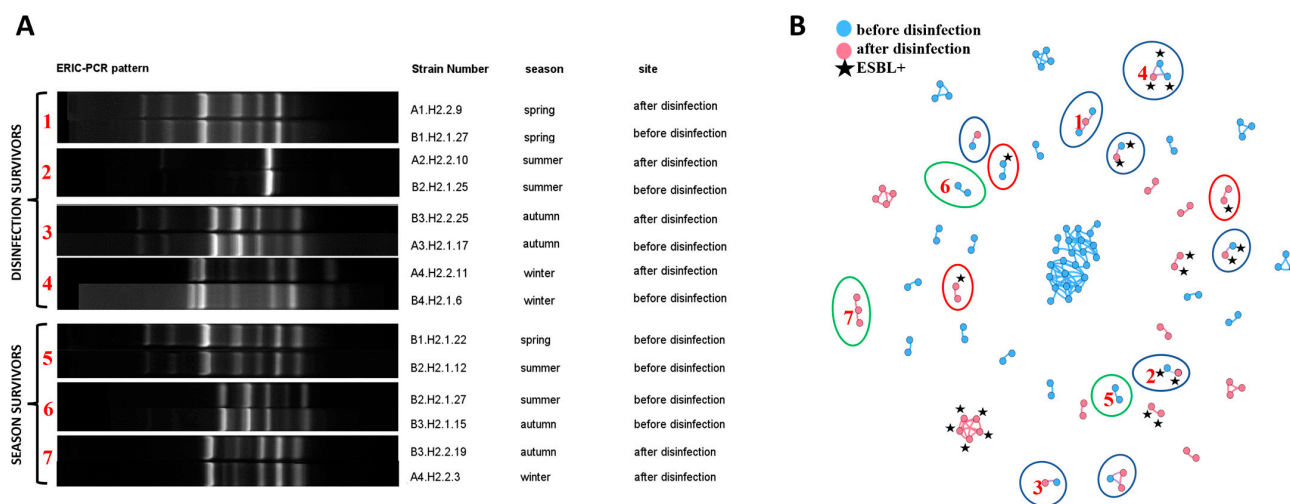 A
ERIC-PCR pattern Strain Number season site
DISINFECTION SURVIVORS
1
A1.H2.2.9 spring after disinfection
B1.H2.1.27 spring before disinfection
2
A2.H2.2.10 summer after disinfection
B2.H2.1.25 summer before disinfection
3
B3.H2.2.25 autumn after disinfection
A3.H2.1.17 autumn before disinfection
4
A4.H2.2.11 winter after disinfection
B4.H2.1.6 winter before disinfection
SEASON SURVIVORS
5
B1.H2.1.22 spring before disinfection
B2.H2.1.12 summer before disinfection
6
B2.H2.1.27 summer before disinfection
B3.H2.1.15 autumn before disinfection
7
B3.H2.2.19 autumn after disinfection
A4.H2.2.3 winter after disinfection
B
before disinfection
after disinfection
ESBL+
4
1
6
7
2
5
3